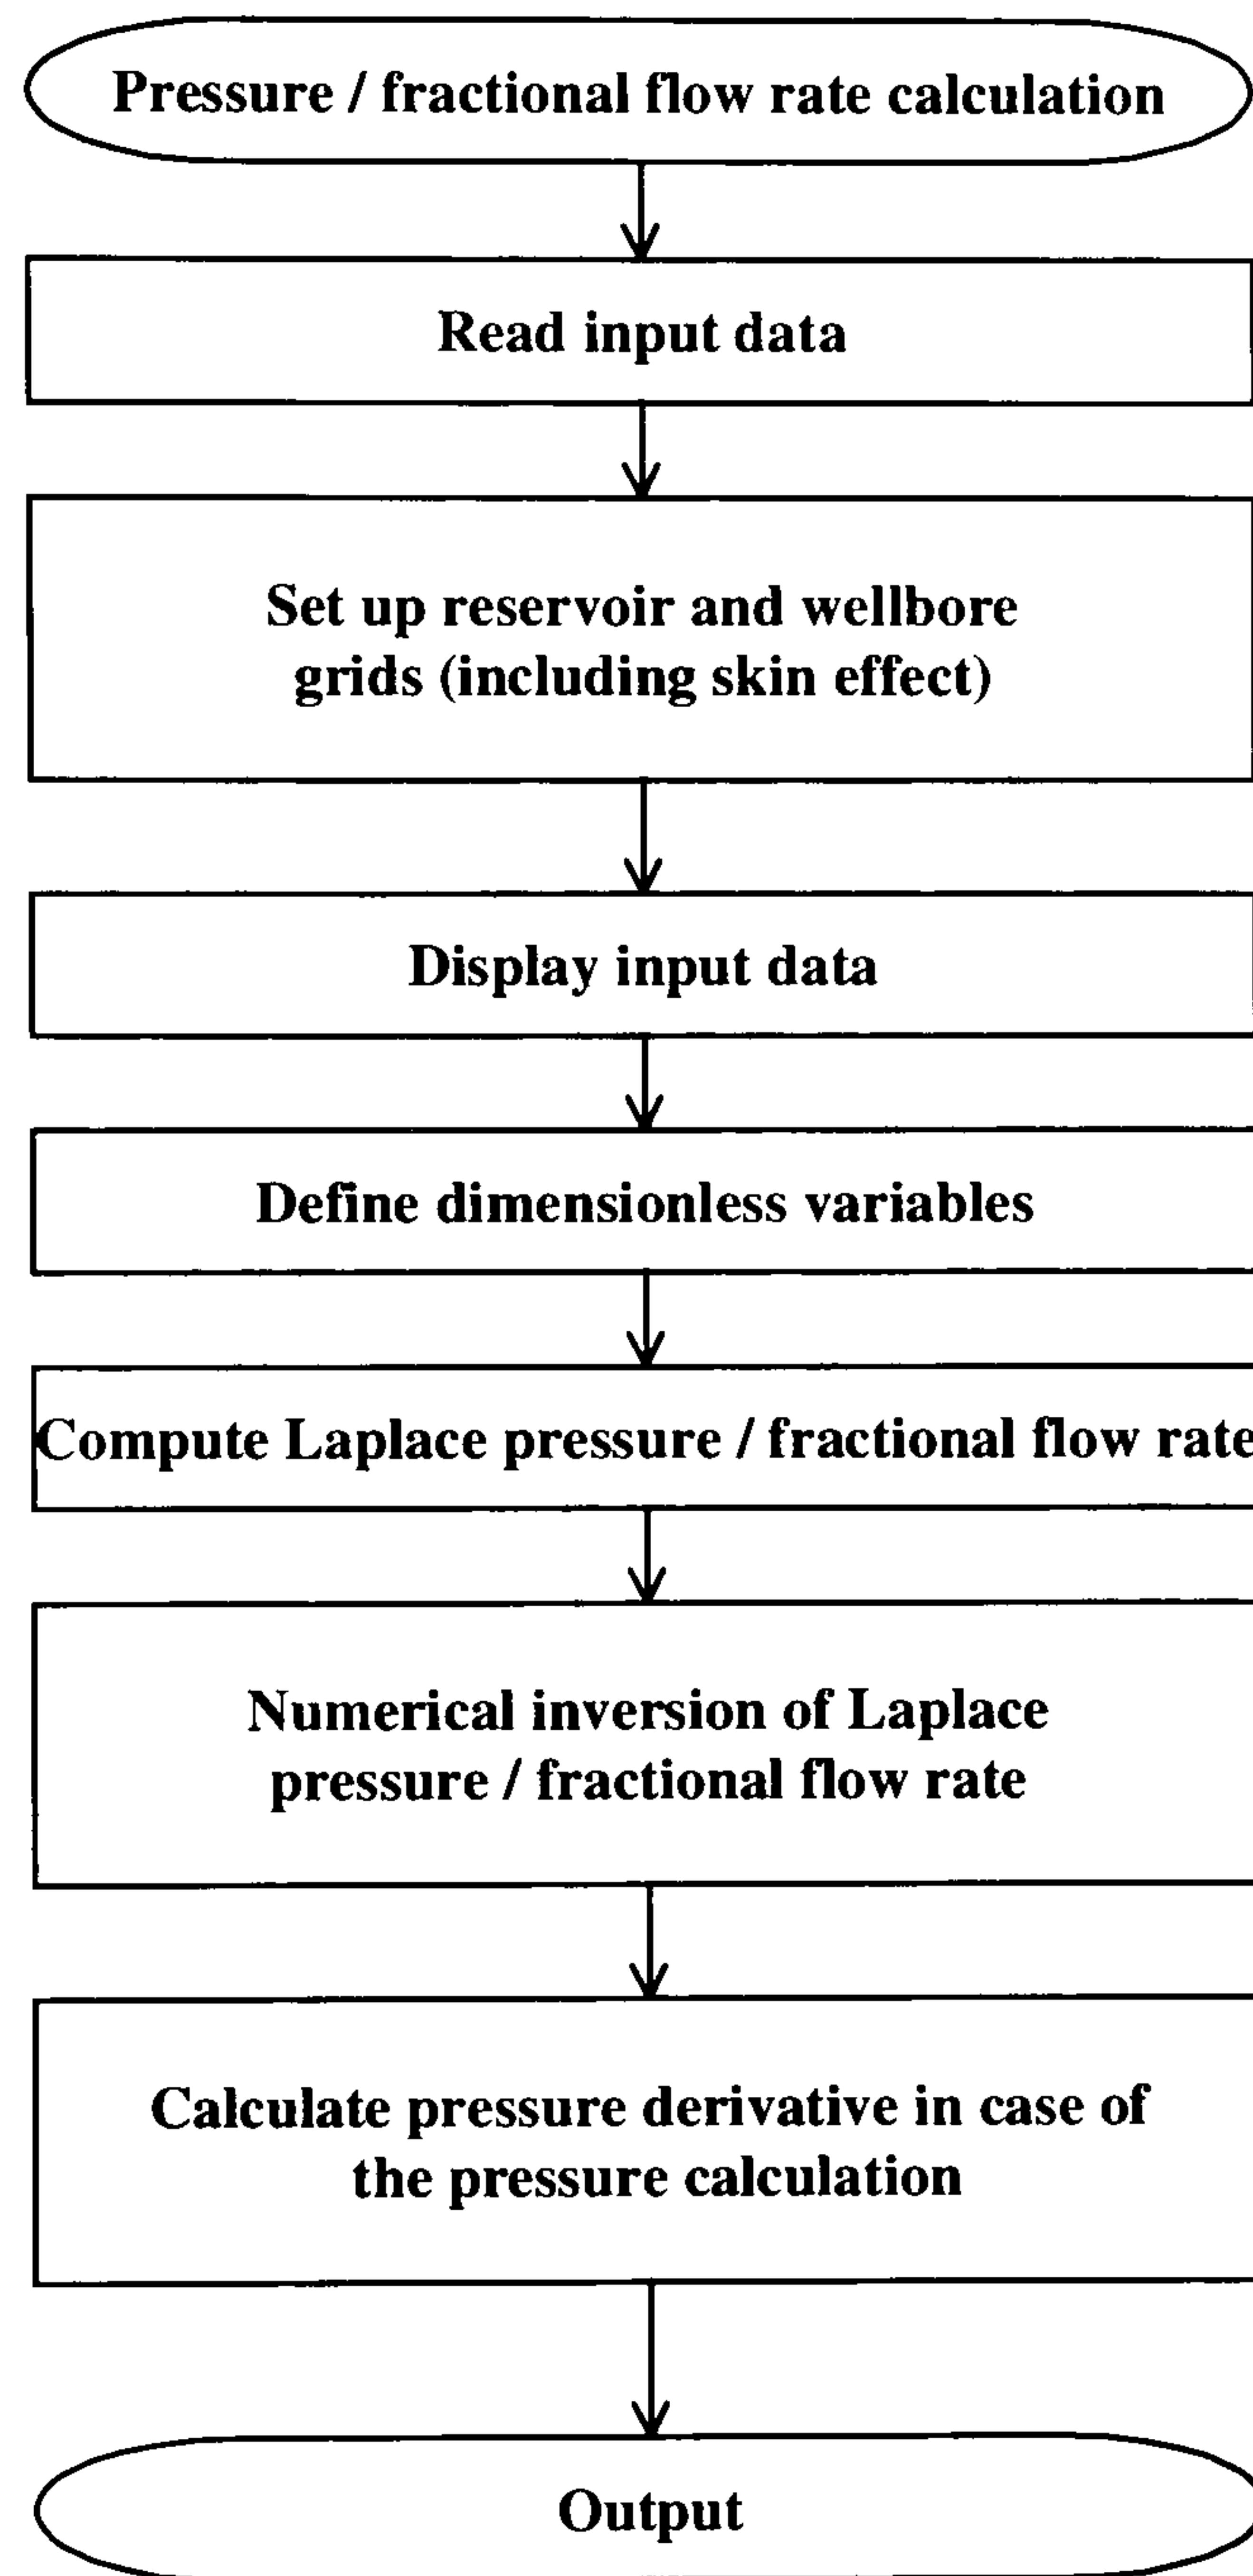 Pressure / fractional flow rate calculation
Read input data
Set up reservoir and wellbore
grids (including skin effect)
Display input data
Define dimensionless variables
Compute Laplace pressure / fractional flow rate
Numerical inversion of Laplace
pressure / fractional flow rate
Calculate pressure derivative in case of
the pressure calculation
Output